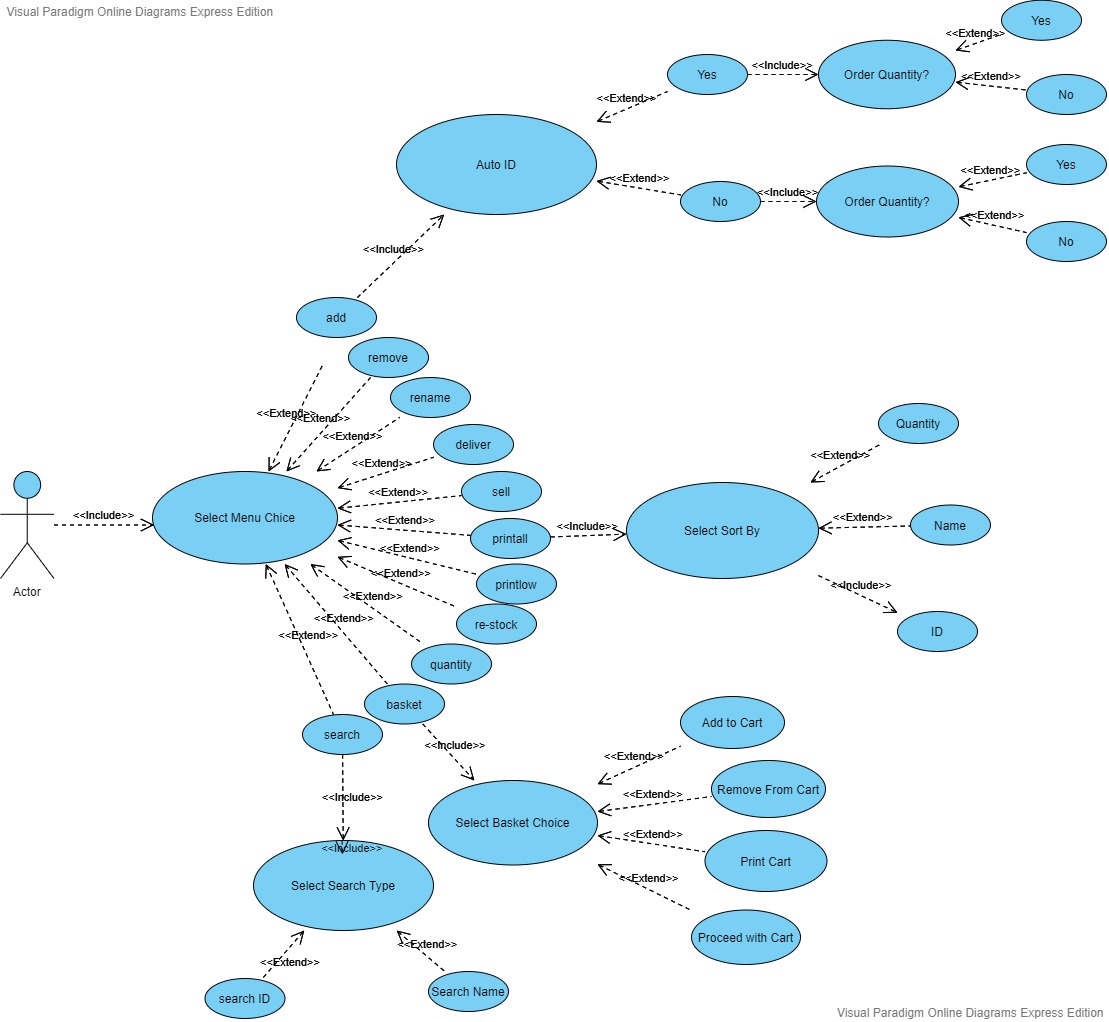 Visual Paradigm Online Diagrams Express Edition
Yes
<<Extend>>
Yes
<<Include>>
Order Quantity?
<<Extend>>
No
<<Extend>>
Auto ID
<<Extend>>
No
<<Include>>
Order Quantity?
<<Extend>>
Yes
<<Extend>>
No
<<Include>>
add
remove
rename
<<Extend>>
<<Extend>>
<<Extend>>
deliver
<<Extend>>
sell
<<Extend>>
Quantity
<<Extend>>
Actor
<<Include>>
Select Menu Chice
<<Extend>>
printall
<<Include>>
Select Sort By
<<Extend>>
Name
<<Extend>>
printlow
<<Extend>>
re-stock
<<Include>>
ID
<<Extend>>
quantity
<<Extend>>
basket
<<Extend>>
search
<<Include>>
<<Include>>
Select Basket Choice
<<Extend>>
Add to Cart
<<Extend>>
Remove From Cart
<<Extend>>
Print Cart
<<Extend>>
Proceed with Cart
<<Include>>
Select Search Type
<<Extend>>
search ID
<<Extend>>
Search Name
Visual Paradigm Online Diagrams Express Edition